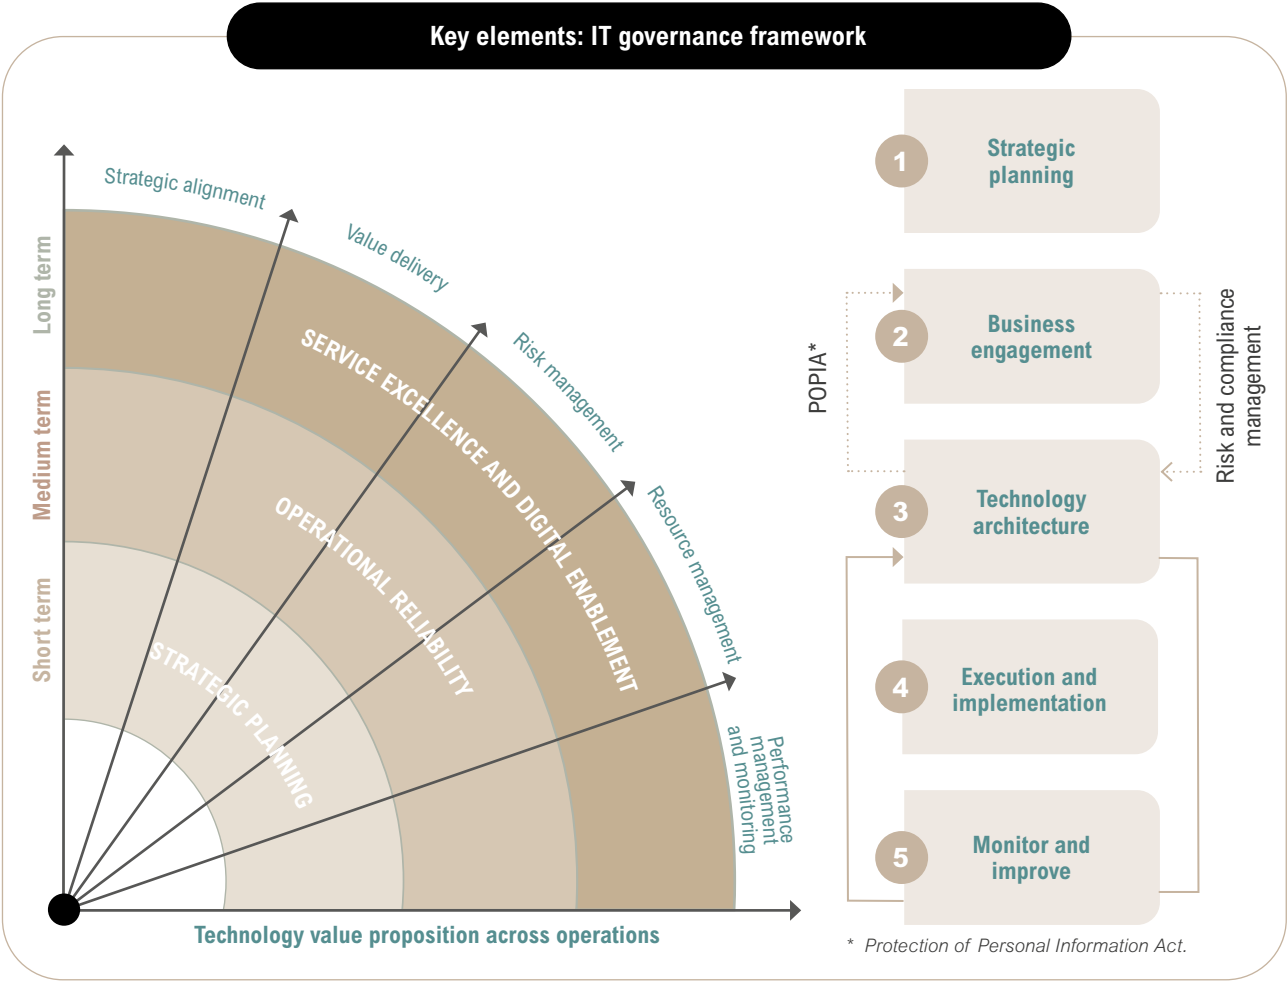 Key elements: IT governance framework
Strategic alignment
Value delivery
Risk management
Resource management
Performance
management
and monitoring
Long term
Medium term
Short term
SERVICE EXCELLENCE AND DIGITAL ENABLEMENT
OPERATIONAL RELIABILITY
STRATEGIC PLANNING
Technology value proposition across operations
1
Strategic
planning
2
Business
engagement
POPIA*
Risk and compliance
management
3
Technology
architecture
4
Execution and
implementation
5
Monitor and
improve
* Protection of Personal Information Act.